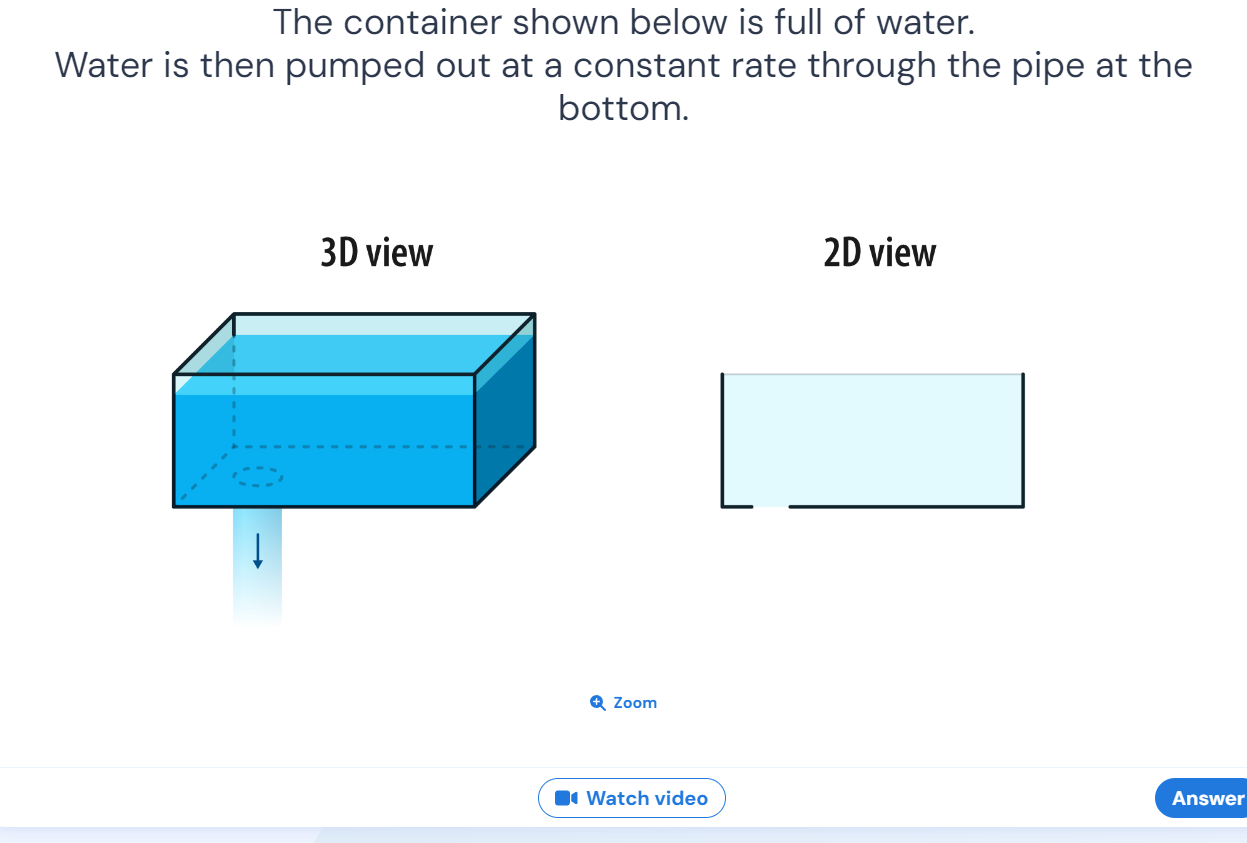 The container shown below is full of water.
Water is then pumped out at a constant rate through the pipe at the
bottom.
3D view
2D view
Zoom
Watch video
Answer